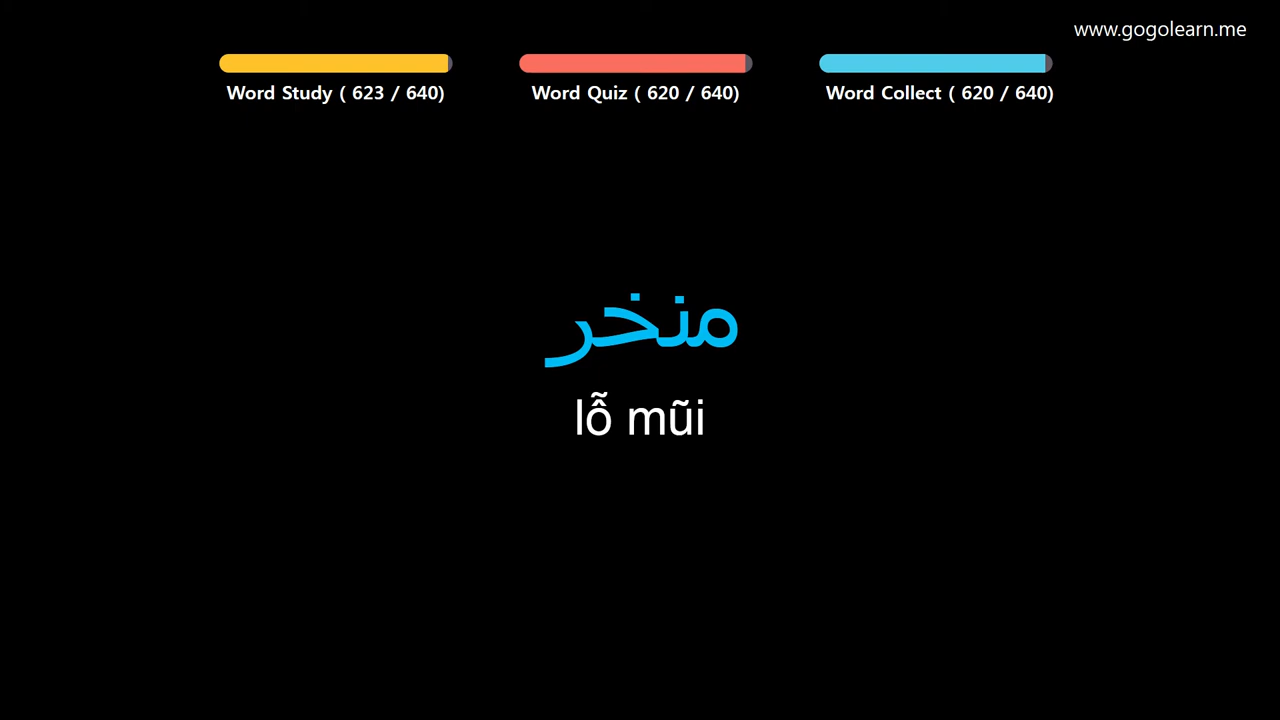 www.gogolearn.me
Word Study ( 623 / 640)
Word Quiz ( 620 / 640)
Word Collect ( 620 / 640)
منخر
lỗ mũi